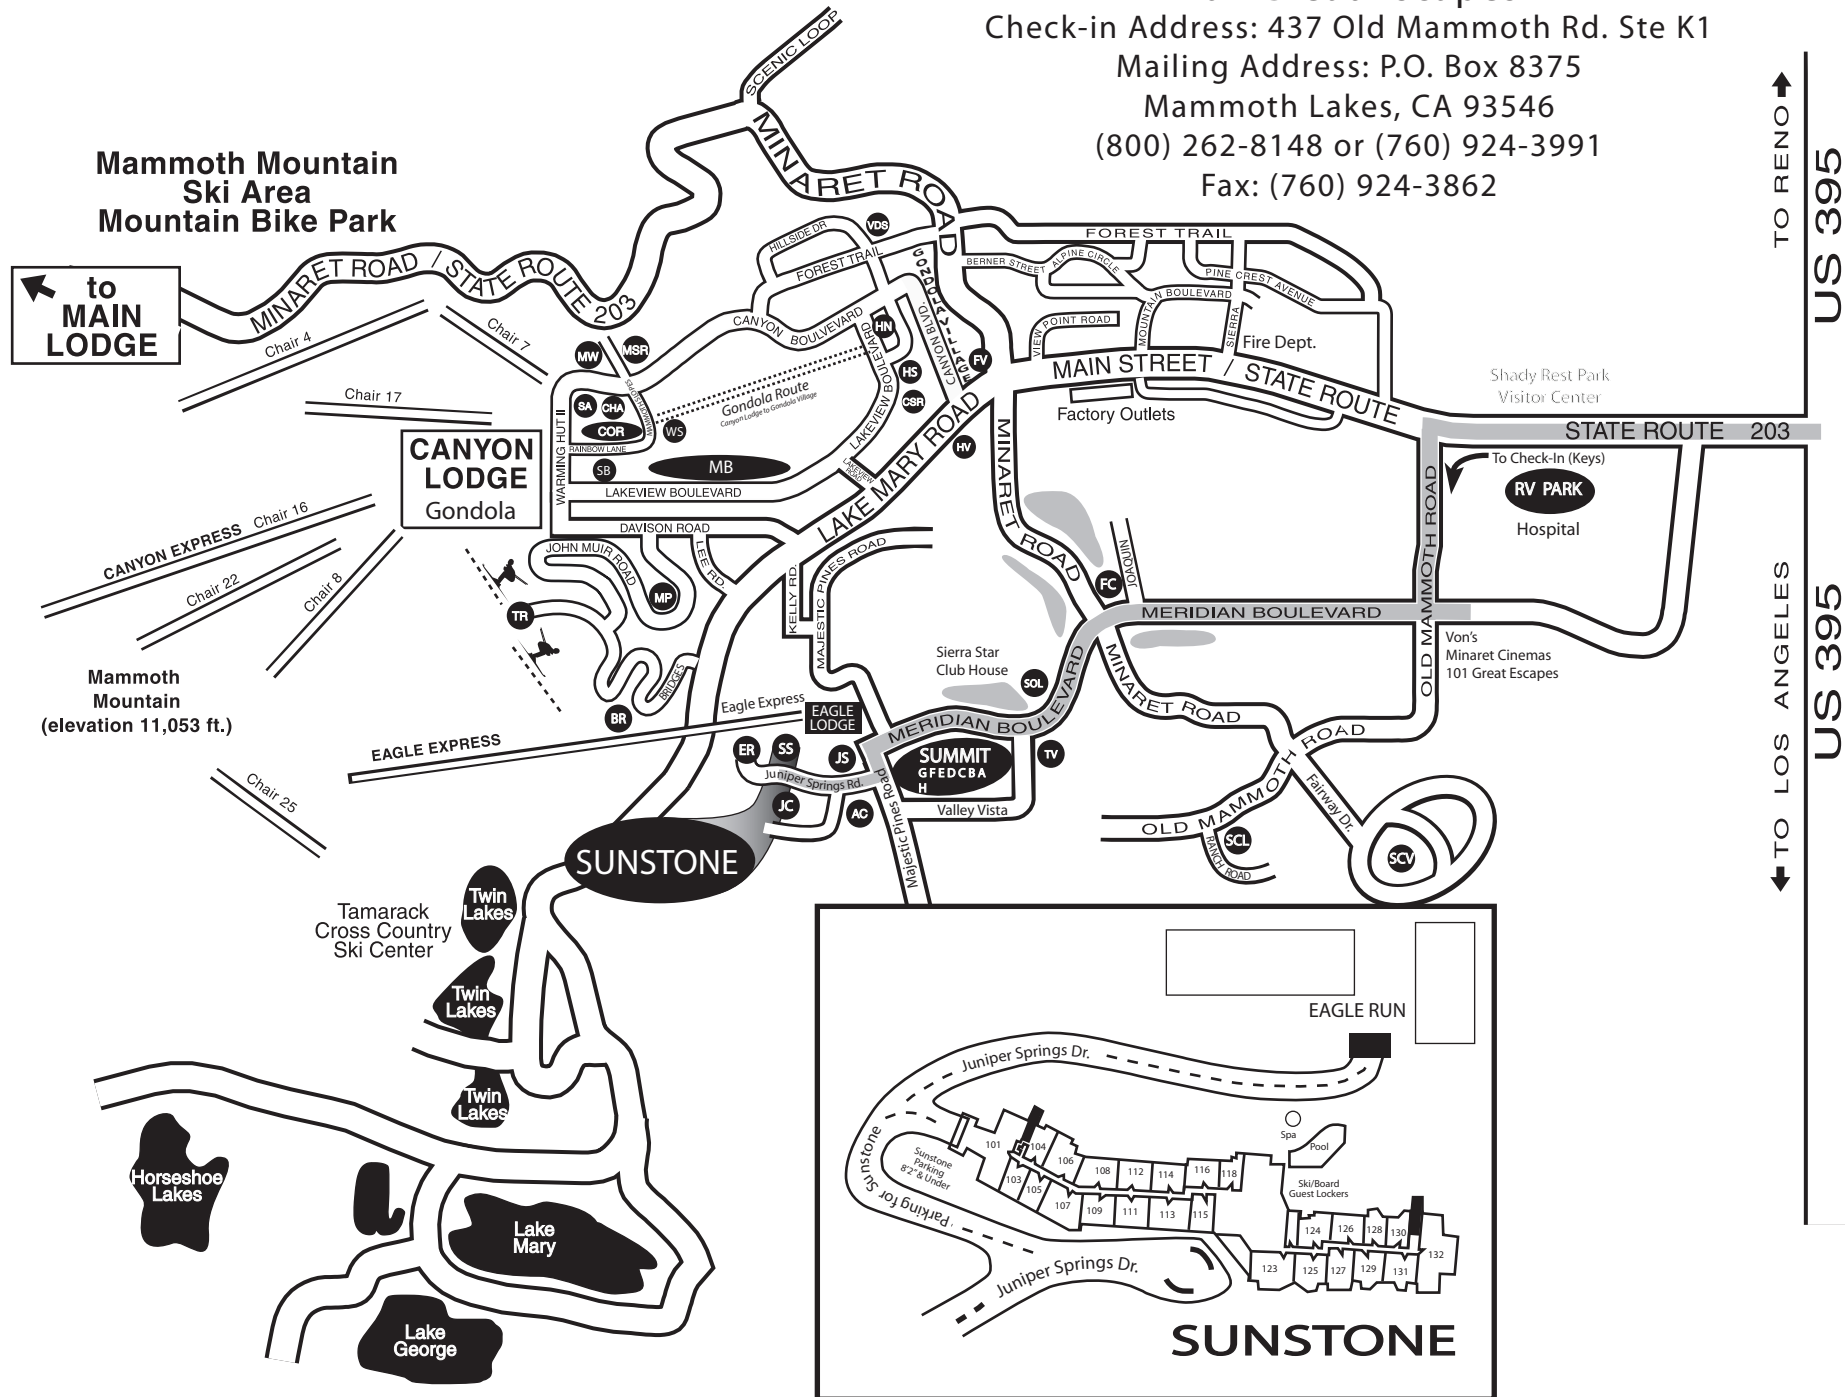 Check-in Address: 437 Old Mammoth Rd. Ste K1
Mailing Address: P.O. Box 8375
Mammoth Lakes, CA 93546
(800) 262-8148 or (760) 924-3991
Fax: (760) 924-3862
SCENIC LOOP
MINARET ROAD
Mammoth Mountain
Ski Area
Mountain Bike Park
to
MAIN
LODGE
MINARET ROAD / STATE ROUTE 203
TO RENO
US 395
TO LOS ANGELES
US 395
HILLSIDE DR
VDS
FOREST TRAIL
GONDOLA VILLAGE
FOREST TRAIL
BERNER STREET
ALPINE CIRCLE
PINE CREST AVENUE
MOUNTAIN BOULEVARD
SIERRA
VIEW POINT ROAD
Fire Dept.
CANYON BOULVEVARD
CANYON BLVD.
HN
HS
CSR
FV
HV
Chair 4
Chair 7
Chair 17
MW
MSR
SA
CHA
COR
WS
RAINBOW LANE
SB
MB
WARMING HUT II
Gondola Route
Canyon Lodge to Gondola Village
LAKEVIEW BOULEVARD
LAKEVIEW ROAD
LAKEVIEW BOULEVARD
LAKE MARY ROAD
MAIN STREET / STATE ROUTE
Factory Outlets
Shady Rest Park
Visitor Center
STATE ROUTE 203
To Check-In (Keys)
RV PARK
Hospital
CANYON
LODGE
Gondola
CANYON EXPRESS Chair 16
Chair 22
Chair 8
DAVISON ROAD
JOHN MUIR ROAD
LEE RD.
MP
TR
BRIDGES
BR
KELLY RD.
MAJESTIC PINES ROAD
MAJESTIC PINES
MINARET ROAD
FC
JOAQUIN
MERIDIAN BOULEVARD
OLD MAMMOTH ROAD
OLD MAMMOTH ROAD
Von's
Minaret Cinemas
101 Great Escapes
Sierra Star
Club House
SOL
MINARET ROAD
Mammoth
Mountain
(elevation 11,053 ft.)
EAGLE EXPRESS
Eagle Express
EAGLE
LODGE
MERIDIAN BOULEVARD
ER
SS
JS
Juniper Springs Rd.
JC
AC
SUMMIT
GFEDCBA
H
TV
Valley Vista
Majestic Pines Road
Chair 25
SUNSTONE
OLD MAMMOTH ROAD
Fairway Dr.
RANCH ROAD
SCL
SCV
Tamarack
Cross Country
Ski Center
Twin
Lakes
Twin
Lakes
Twin
Lakes
Horseshoe
Lakes
Lake
Mary
Lake
George
EAGLE RUN
Juniper Springs Dr.
Parking for Sunstone
Sunstone
Parking
8'2" & Under
Spa
Pool
Ski/Board
Guest Lockers
101
104
106
108
112
114
116
118
103
105
107
109
111
113
115
124
126
128
130
132
123
125
127
129
131
Juniper Springs Dr.
SUNSTONE